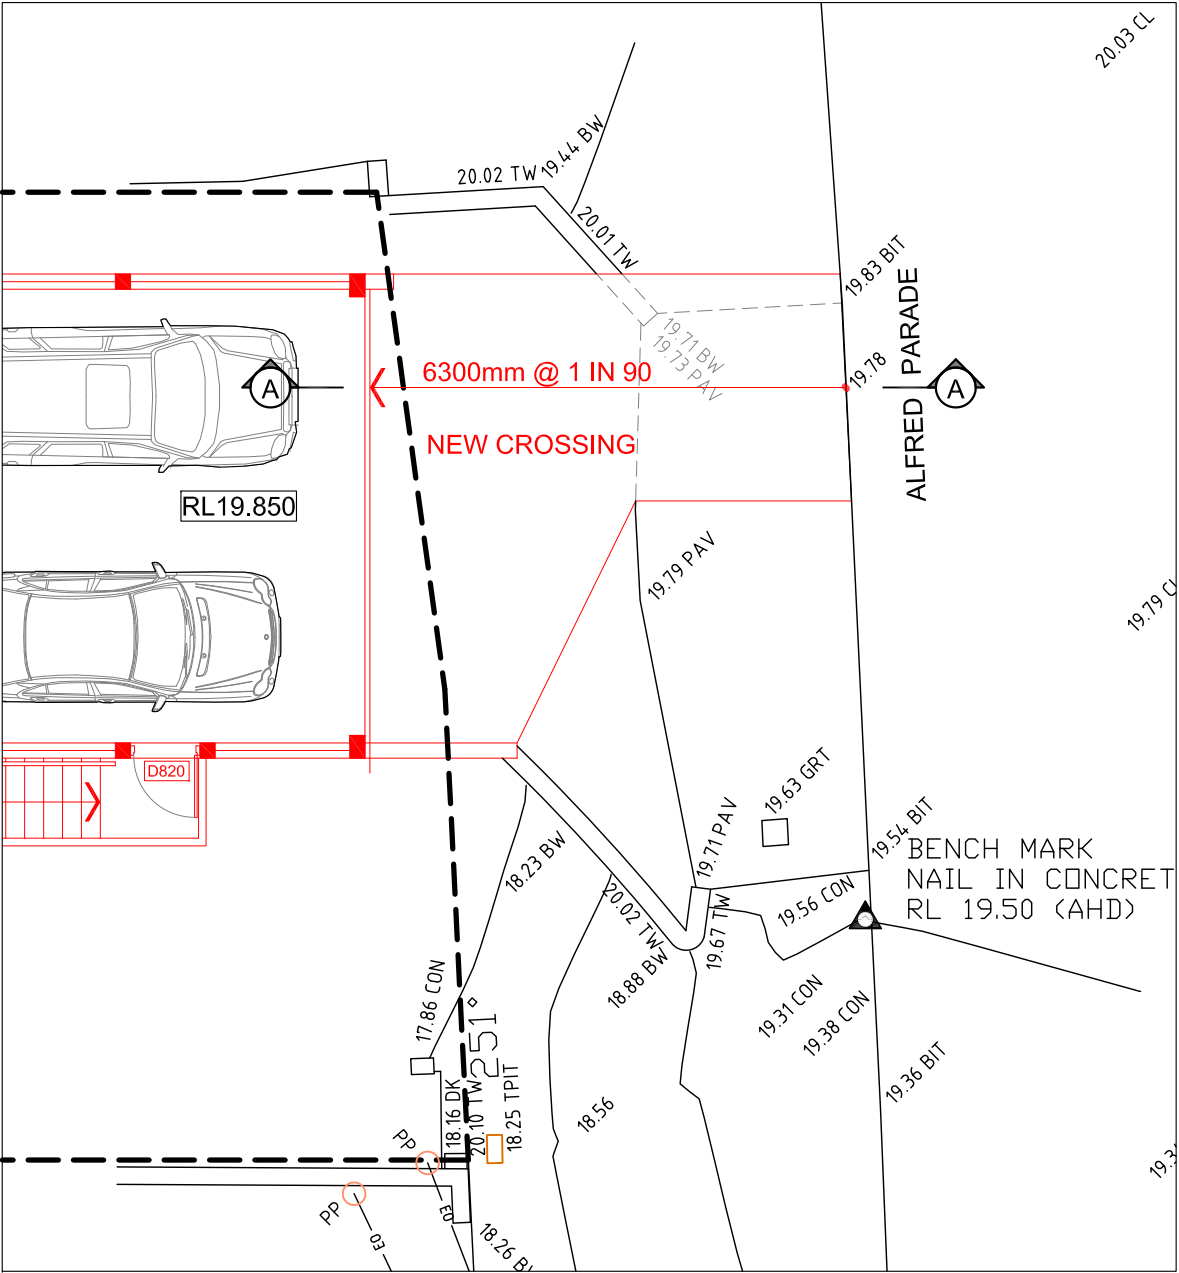 20.03 CL
19.44 BW
20.02 TW
20.01 TW
19.83 BIT
19.71 BW
19.73 PAV
19.78
ALFRED PARADE
6300mm @ 1 IN 90
A
A
NEW CROSSING
RL19.850
19.79 PAV
19.79
D820
19.63 GRT
19.71 PAV
19.54 BIT
BENCH MARK
NAIL IN CONCRET
RL 19.50 (AHD)
18.23 BW
20.02 TW
19.67 TW
19.56 CON
18.88 BW
17.86 CON
19.31 CON
19.38 CON
19.36 BIT
251
18.16 DK
20.10 TW
18.25 TPIT
18.56
PP
PP
EO
EO
18.26